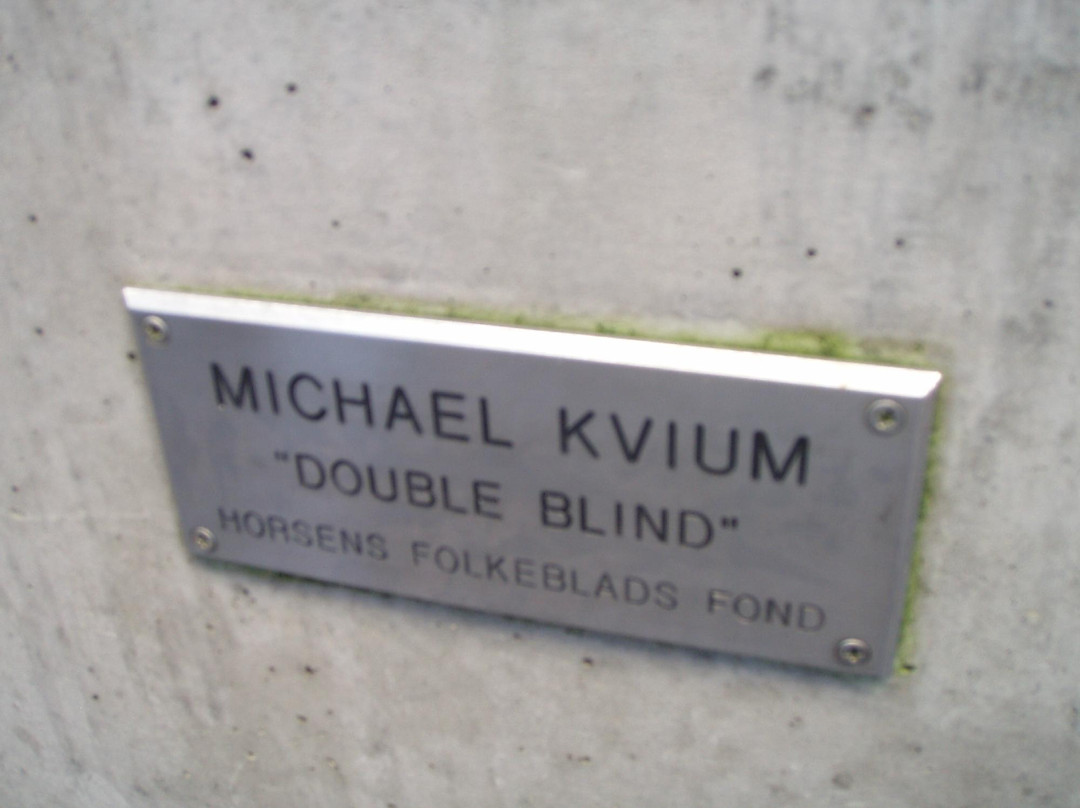 MICHAEL KVIUM
"DOUBLE BLIND"
HORSENS FOLKEBLADS FOND